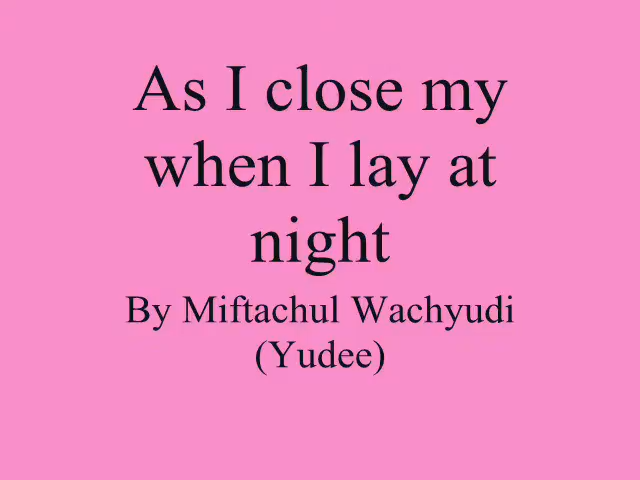 As I close my
when I lay at
night
By Miftachul Wachyudi
(Yudee)